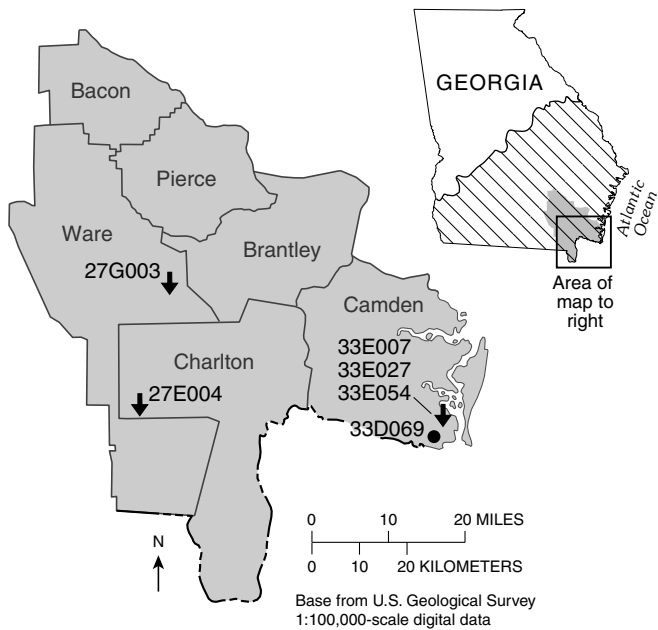 Bacon
GEORGIA
Pierce
Atlantic
Ocean
Ware
Brantley
27G003
Area of
map to
right
Camden
33E007
33E027
33E054
33D069
Charlton
27E004
0 10 20 MILES
N
0 10 20 KILOMETERS
Base from U.S. Geological Survey
1:100,000-scale digital data